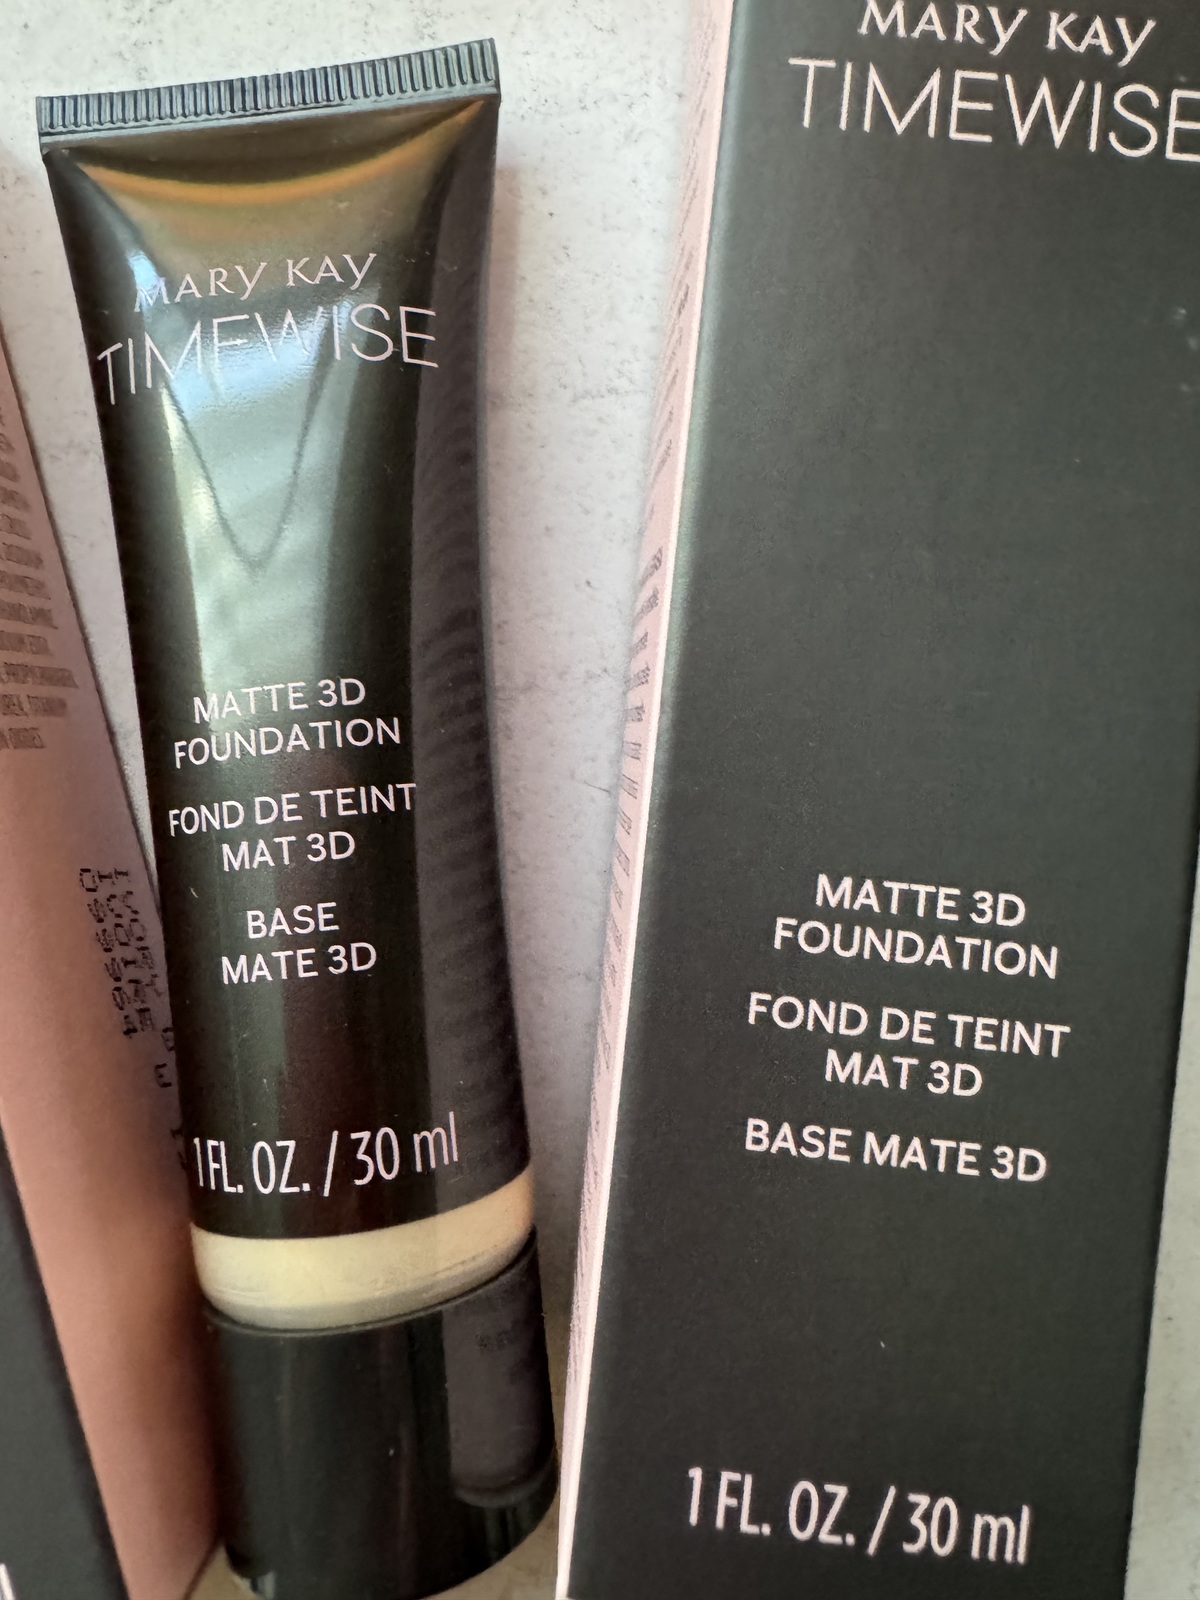 MARY KAY
TIMEWISE
MATTE 3D
FOUNDATION
FOND DE TEINT
MAT 3D
BASE
MATE 3D
1 FL. OZ. / 30 ml
MARY KAY
TIMEWISE
MATTE 3D
FOUNDATION
FOND DE TEINT
MAT 3D
BASE MATE 3D
1 FL. OZ. / 30 ml